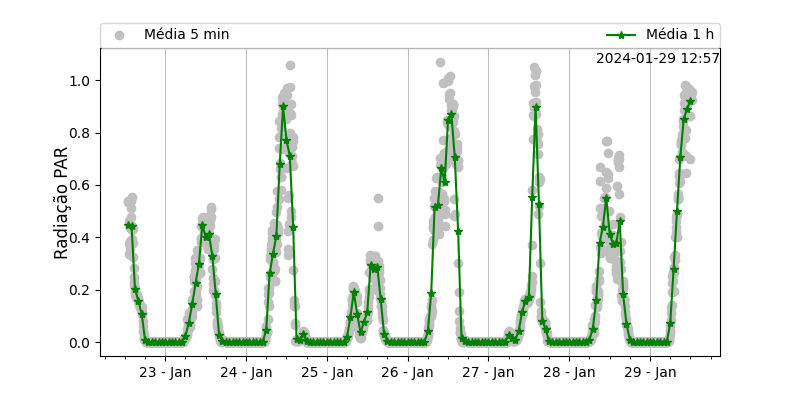 Média 5 min
Média 1 h
2024-01-29 12:57
Radiação PAR
1.0
0.8
0.6
0.4
0.2
0.0
23 - Jan
24 - Jan
25 - Jan
26 - Jan
27 - Jan
28 - Jan
29 - Jan